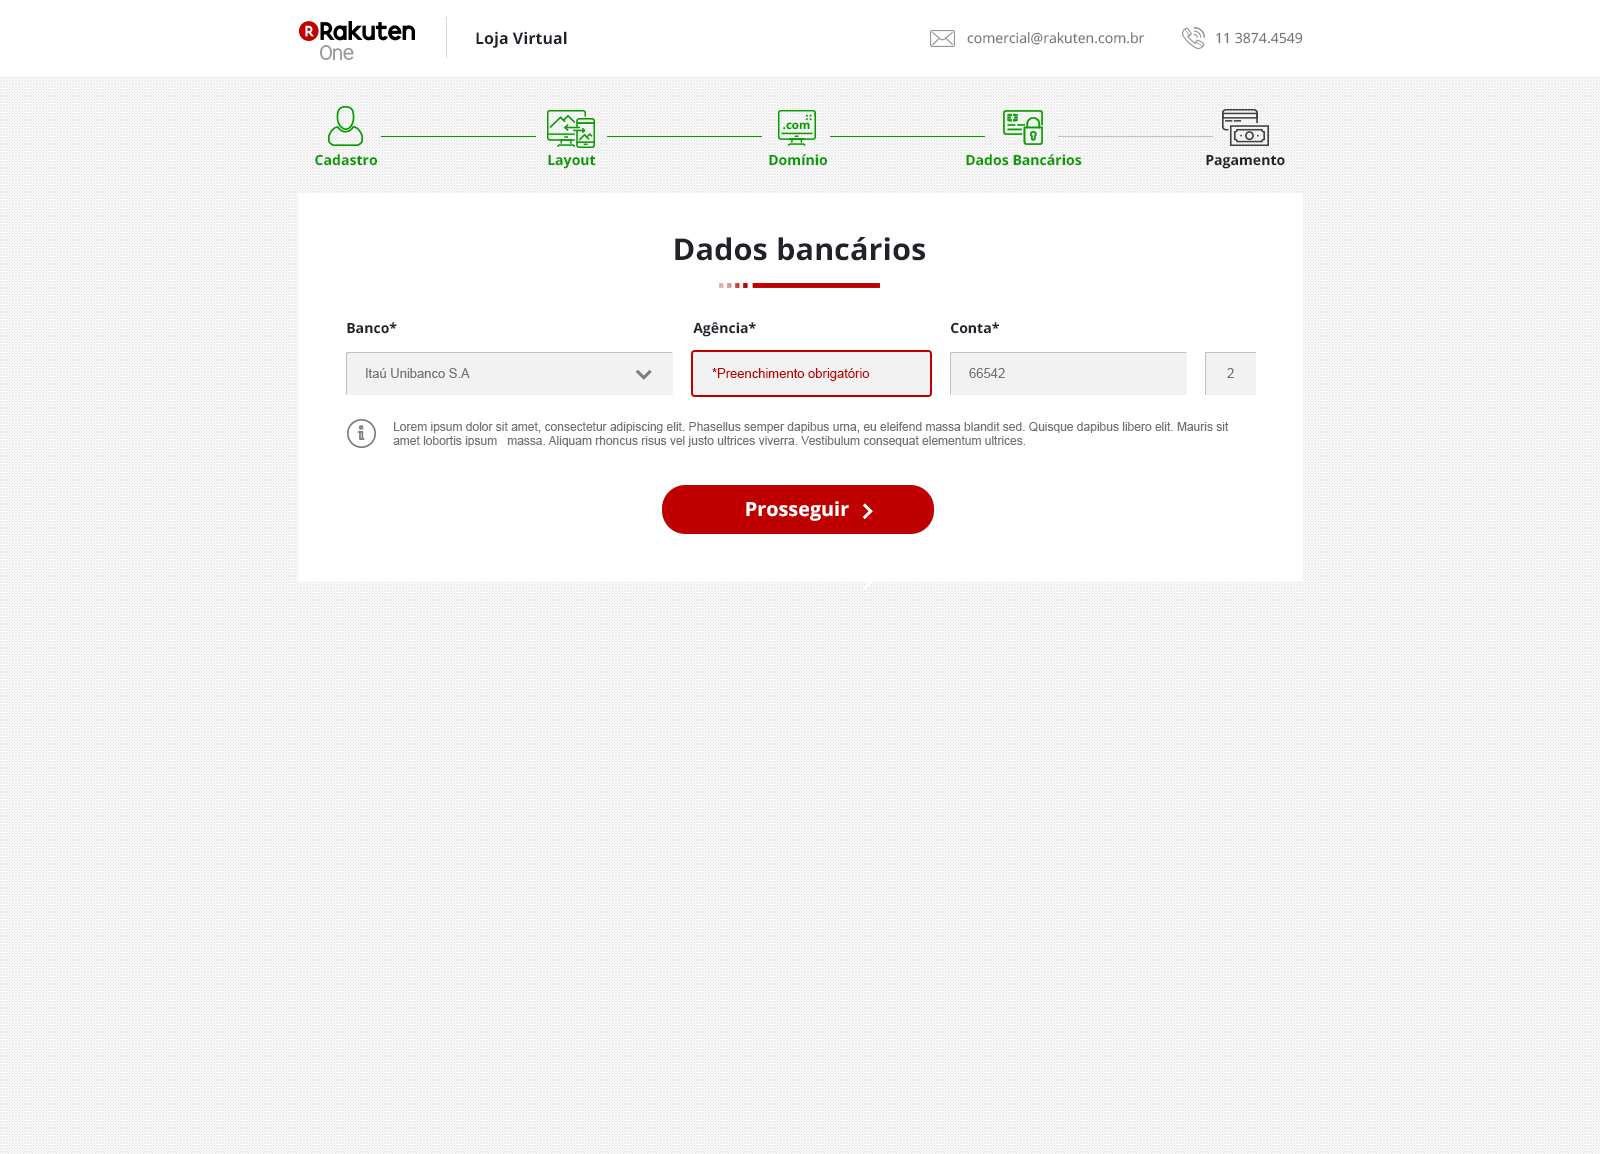 Rakuten
One
Loja Virtual
comercial@rakuten.com.br
11 3874.4549
.com
Cadastro
Layout
Domínio
Dados Bancários
Pagamento
Dados bancários
Banco*
Agência*
Conta*
Itaú Unibanco S.A
*Preenchimento obrigatório
66542
2
Lorem ipsum dolor sit amet, consectetur adipiscing elit. Phasellus semper dapibus urna, eu eleifend massa blandit sed. Quisque dapibus libero elit. Mauris sit
amet lobortis ipsum massa. Aliquam rhoncus risus vel justo ultrices viverra. Vestibulum consequat elementum ultrices.
Prosseguir